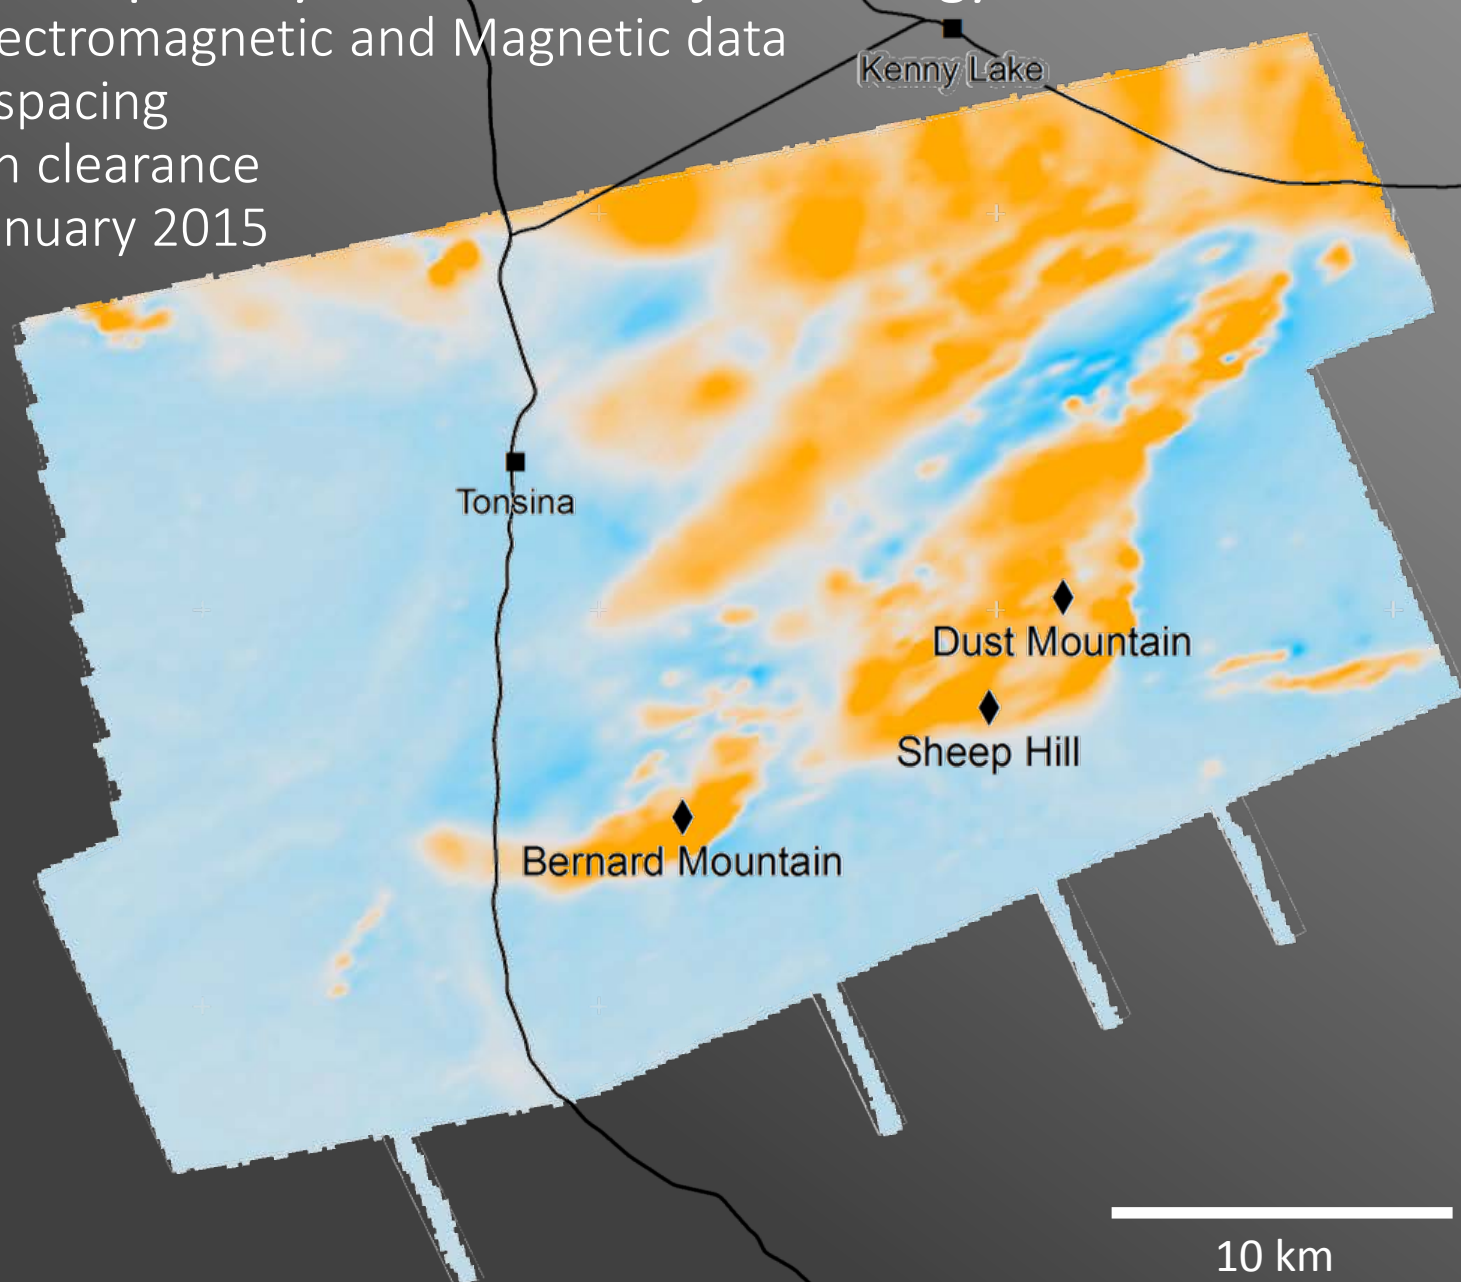 ectromagnetic and Magnetic data
spacing
n clearance
nuary 2015
Kenny Lake
Tonsina
Dust Mountain
Sheep Hill
Bernard Mountain
10 km